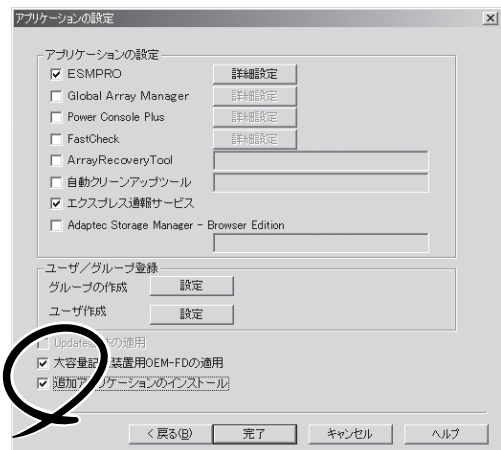 アプリケーションの設定
アプリケーションの設定
ESMPRO 詳細設定
Global Array Manager 詳細設定
Power Console Plus 詳細設定
FastCheck 詳細設定
ArrayRecoveryTool
自動クリーンアップツール
エクスプレス通報サービス
Adaptec Storage Manager - Browser Edition
ユーザ/グループ登録
グループの作成 設定
ユーザ作成 設定
の適用
大容量記憶装置用OEM-FDの適用
追加アプリケーションのインストール
< 戻る(B) 完了 キャンセル ヘルプ